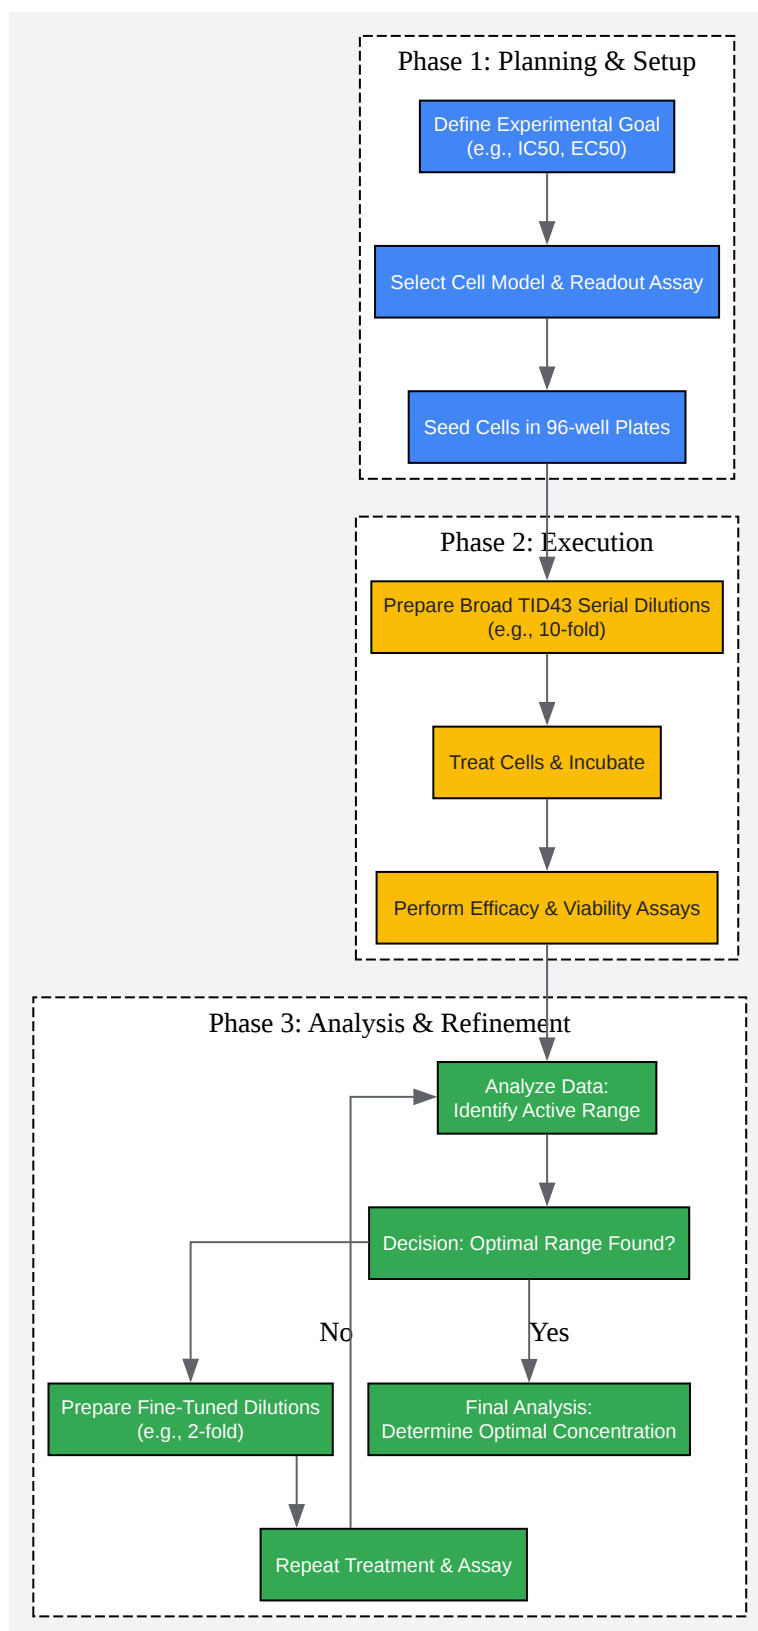 Phase 1: Planning & Setup
Define Experimental Goal
(e.g., IC50, EC50)
Select Cell Model & Readout Assay
Seed Cells in 96-well Plates
Phase 2: Execution
Prepare Broad TID43 Serial Dilutions
(e.g., 10-fold)
Treat Cells & Incubate
Perform Efficacy & Viability Assays
Phase 3: Analysis & Refinement
Analyze Data:
Identify Active Range
Decision: Optimal Range Found?
No
Yes
Prepare Fine-Tuned Dilutions
(e.g., 2-fold)
Final Analysis:
Determine Optimal Concentration
Repeat Treatment & Assay